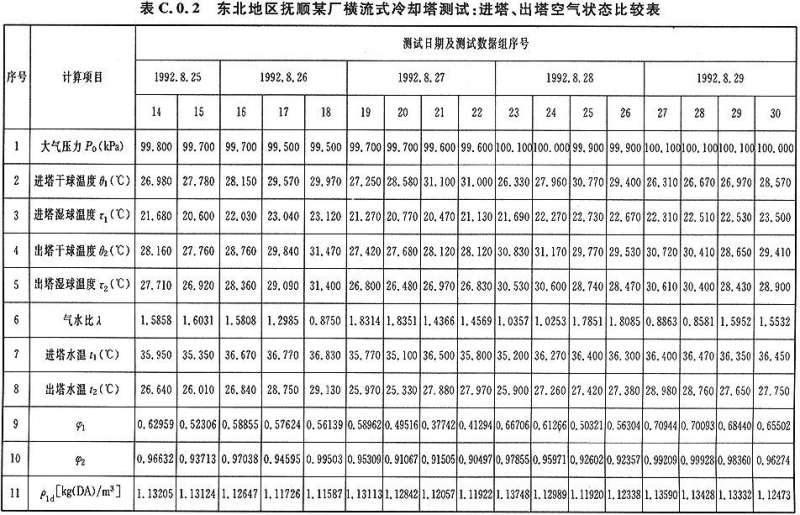 表 C.0.2 东北地区抚顺某厂横流式冷却塔测试:进塔、出塔空气状态比较表
序号 计算项目 测试日期及测试数据组序号
1992.8.25 1992.8.26 1992.8.27 1992.8.28 1992.8.29
14 15 16 17 18 19 20 21 22 23 24 25 26 27 28 29 30
1 大气压力 P₀(kPa) 99.800 99.700 99.700 99.500 99.500 99.700 99.700 99.600 99.600 100.100 100.000 99.900 99.900 100.100 100.100 100.100 100.000
2 进塔干球温度 θ₁(℃) 26.980 27.780 28.150 29.570 29.970 27.250 28.580 31.100 31.000 26.330 27.960 30.770 29.400 26.310 26.670 26.970 28.570
3 进塔湿球温度 τ₁(℃) 21.680 20.600 22.030 23.040 23.120 21.270 20.770 20.470 21.130 21.690 22.270 22.730 22.670 22.310 22.510 22.530 23.500
4 出塔干球温度 θ₂(℃) 28.160 27.760 28.760 29.840 31.470 27.420 27.680 28.120 28.120 30.830 31.170 29.770 29.530 30.720 30.410 28.650 29.410
5 出塔湿球温度 τ₂(℃) 27.710 26.920 28.360 29.090 31.400 26.800 26.480 26.970 26.830 30.530 30.600 28.740 28.470 30.610 30.400 28.430 28.900
6 气水比 λ 1.5858 1.6031 1.5808 1.2985 0.8750 1.8314 1.8351 1.4366 1.4569 1.0357 1.0253 1.7851 1.8085 0.8863 0.8581 1.5952 1.5532
7 进塔水温 t₁(℃) 35.950 35.350 36.670 36.770 36.830 35.770 35.100 36.500 35.800 35.200 36.270 36.400 36.300 36.400 36.470 36.350 36.450
8 出塔水温 t₂(℃) 26.640 26.010 26.840 28.750 29.130 25.970 25.330 27.880 27.970 25.900 27.260 27.420 27.380 28.980 28.760 27.650 27.750
9 φ₁ 0.62959 0.52306 0.58855 0.57624 0.56139 0.58962 0.49516 0.37742 0.41294 0.66706 0.61266 0.50321 0.56304 0.70944 0.70093 0.68440 0.65502
10 φ₂ 0.96632 0.93713 0.97038 0.94595 0.99503 0.95309 0.91067 0.91505 0.90497 0.97855 0.95971 0.92602 0.92357 0.99209 0.99928 0.98360 0.96274
11 ρ₁d[kg(DA)/m³] 1.13205 1.13124 1.12647 1.11726 1.11587 1.13113 1.12842 1.12057 1.11922 1.13748 1.12989 1.11920 1.12338 1.13590 1.13428 1.13332 1.12473